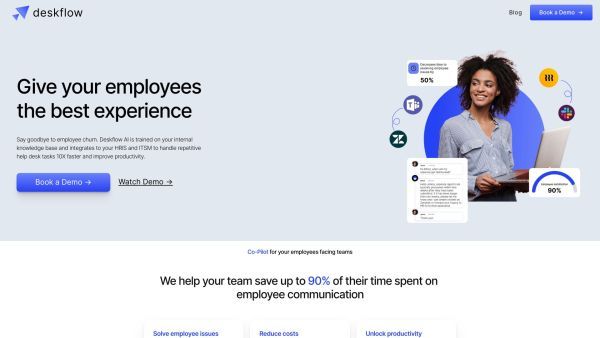 deskflow
Blog
Book a Demo →
Give your employees
the best experience
Say goodbye to employee churn. Deskflow AI is trained on your internal
knowledge base and integrates to your HRIS and ITSM to handle repetitive
help desk tasks 10X faster and improve productivity.
Book a Demo →
Watch Demo →
50%
Employee satisfaction
90%
Co-Pilot for your employees facing teams
We help your team save up to 90% of their time spent on
employee communication
Solve employee issues
Reduce costs
Unlock productivity